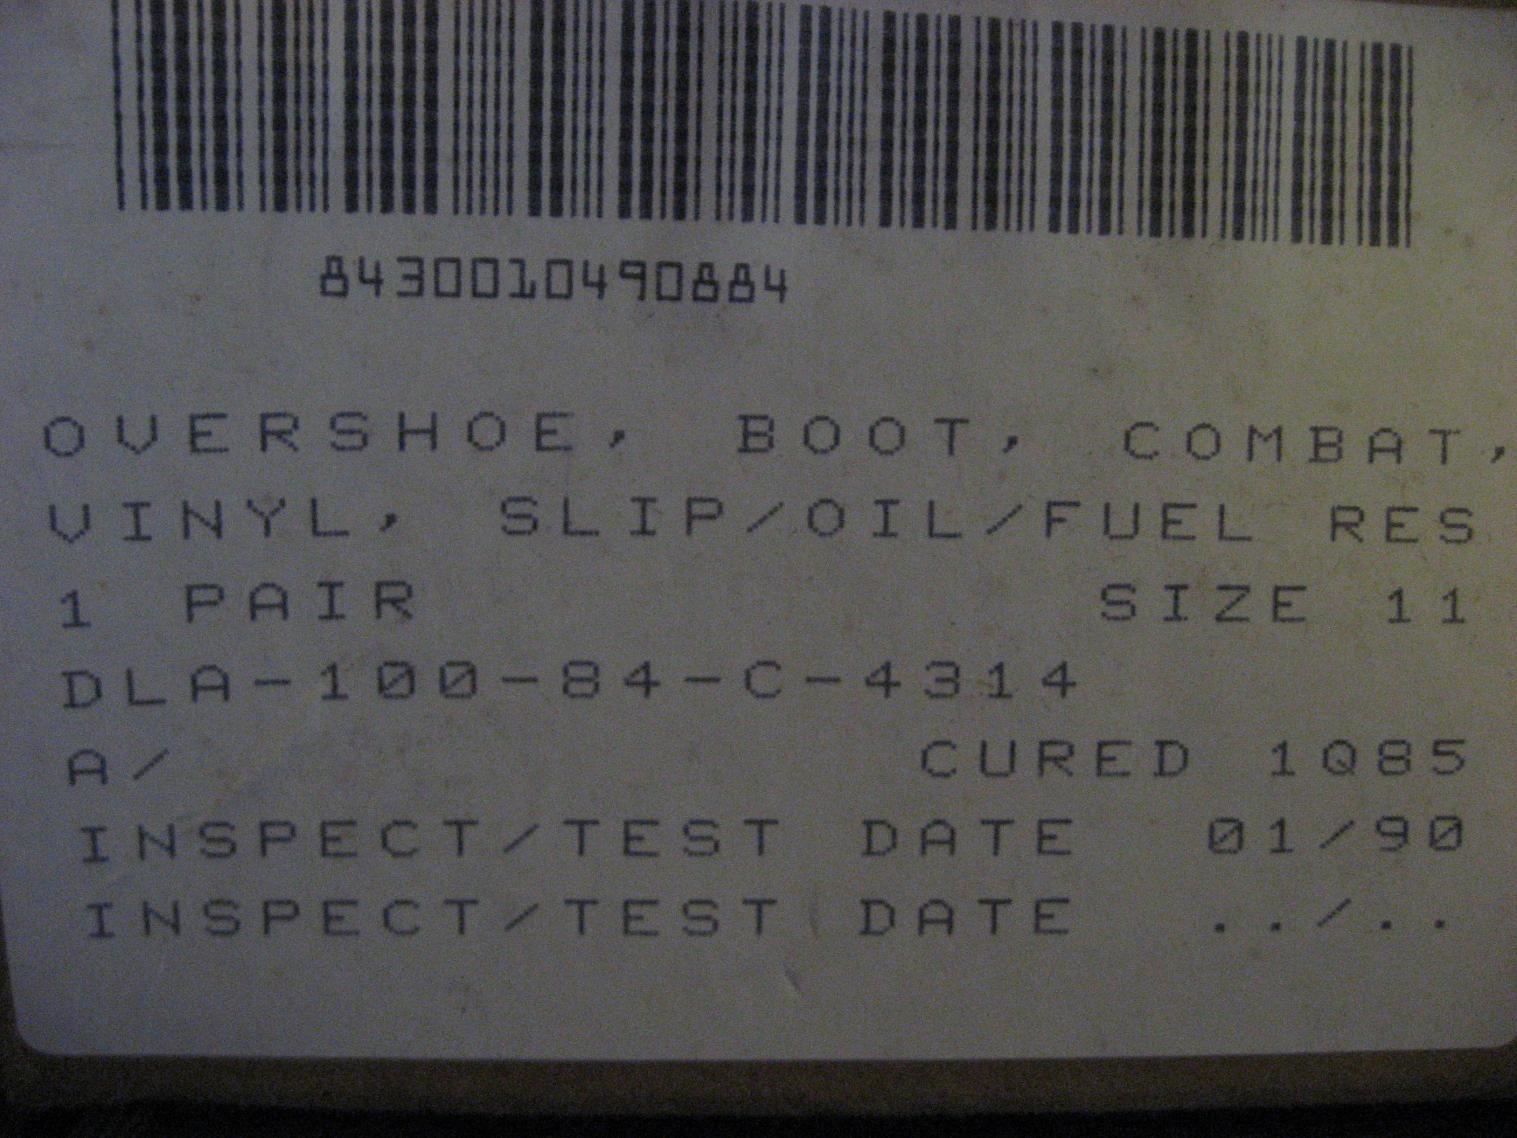 8430010490884
OVERSHOE, BOOT, COMBAT,
VINYL, SLIP/OIL/FUEL RES
1 PAIR SIZE 11
DLA-100-84-C-4314
A/ CURED 1Q85
INSPECT/TEST DATE 01/90
INSPECT/TEST DATE ../..